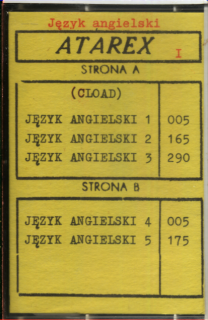 Język angielski
ATAREX I
STRONA A
(CLOAD)
JĘZYK ANGIELSKI 1 005
JĘZYK ANGIELSKI 2 165
JĘZYK ANGIELSKI 3 290
STRONA B
JĘZYK ANGIELSKI 4 005
JĘZYK ANGIELSKI 5 175